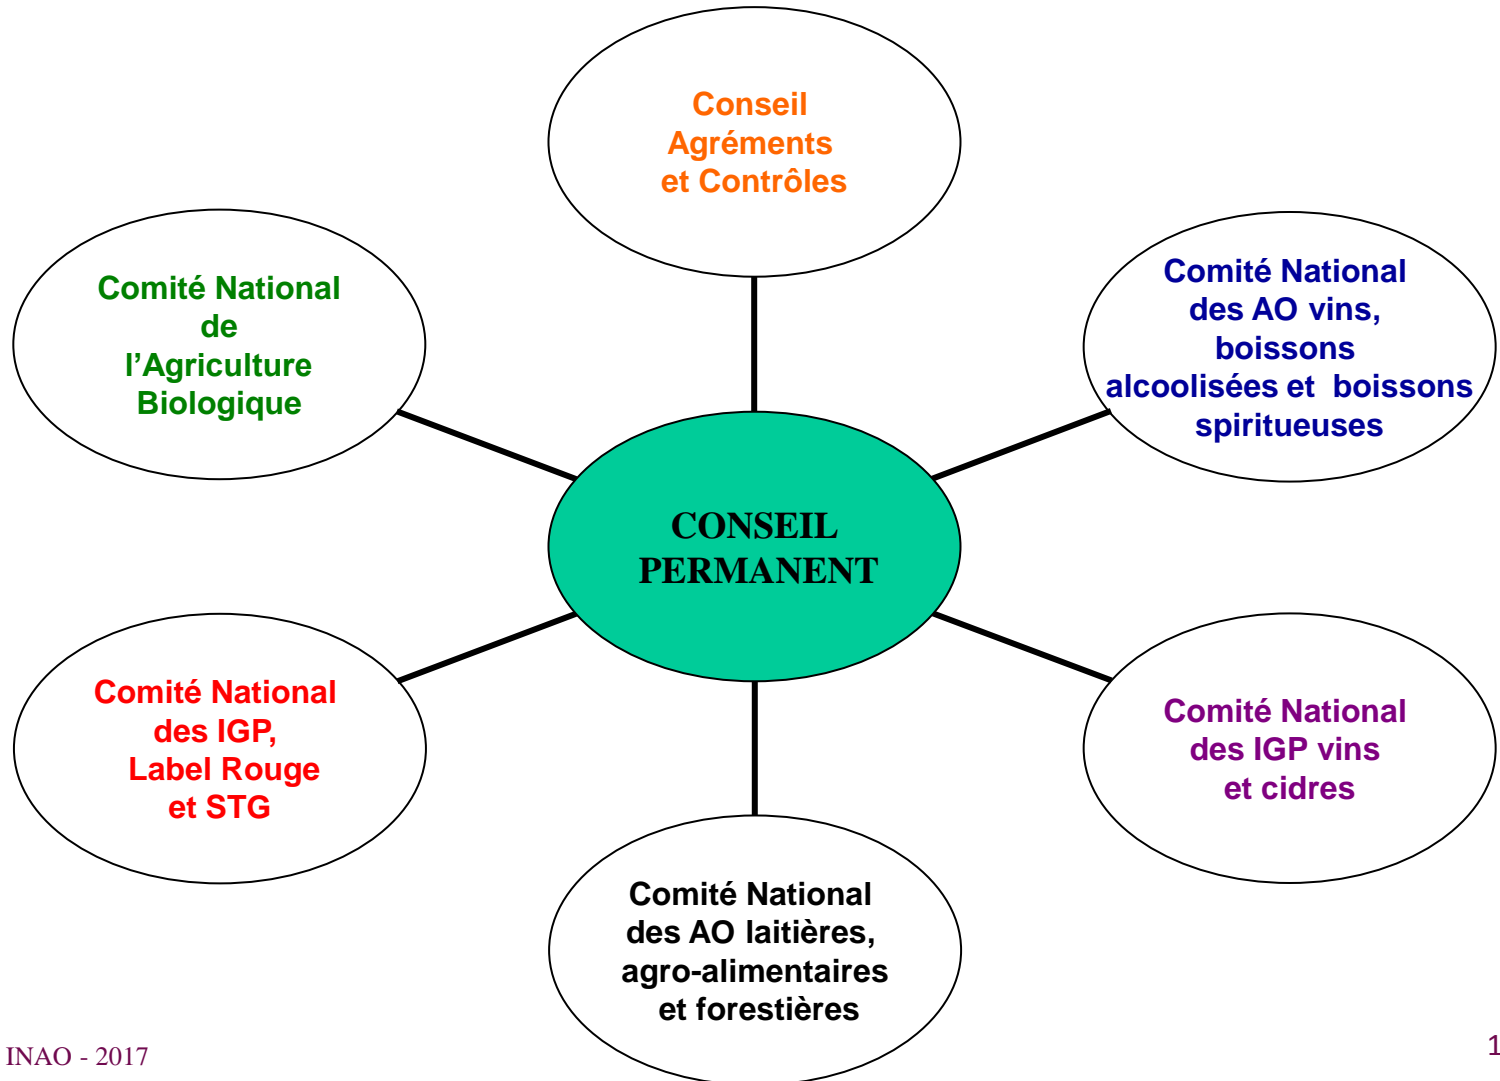 Conseil
Agréments
et Contrôles
Comité National
de
l’Agriculture
Biologique
Comité National
des AO vins,
boissons
alcoolisées et boissons
spiritueuses
CONSEIL
PERMANENT
Comité National
des IGP,
Label Rouge
et STG
Comité National
des IGP vins
et cidres
Comité National
des AO laitières,
agro-alimentaires
et forestières
INAO - 2017
1